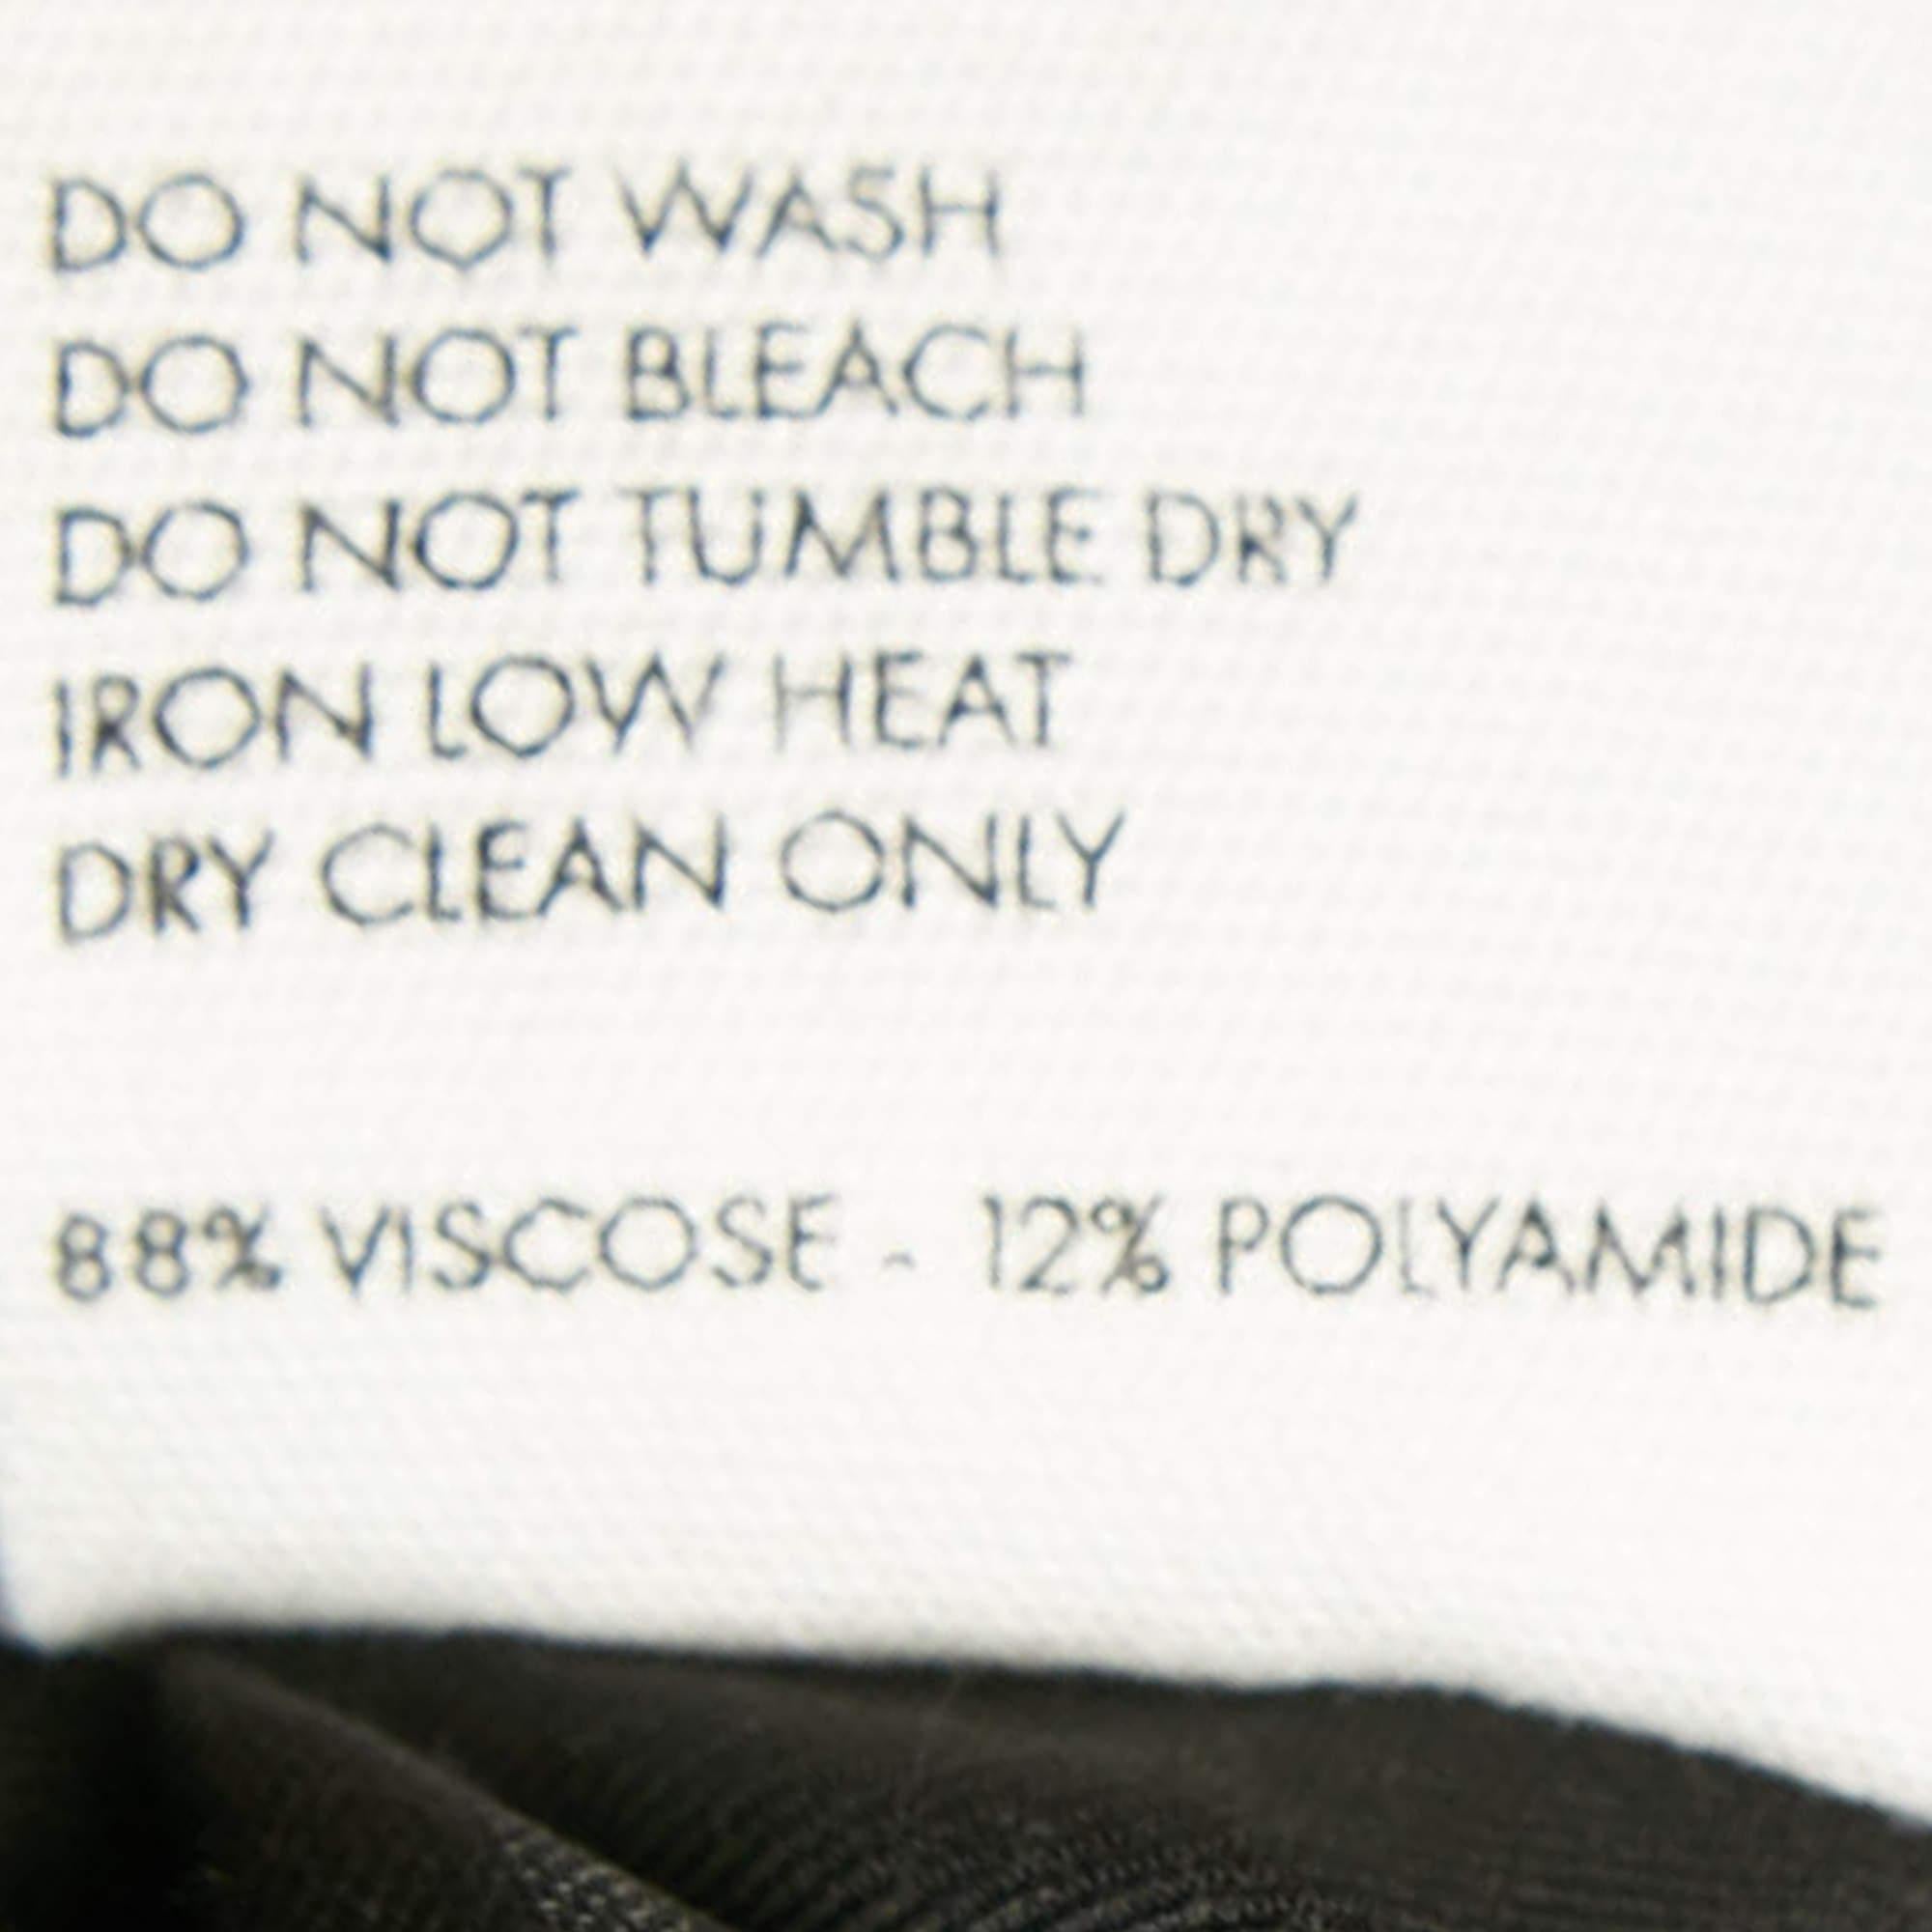 DO NOT WASH
DO NOT BLEACH
DO NOT TUMBLE DRY
IRON LOW HEAT
DRY CLEAN ONLY
88% VISCOSE - 12% POLYAMIDE